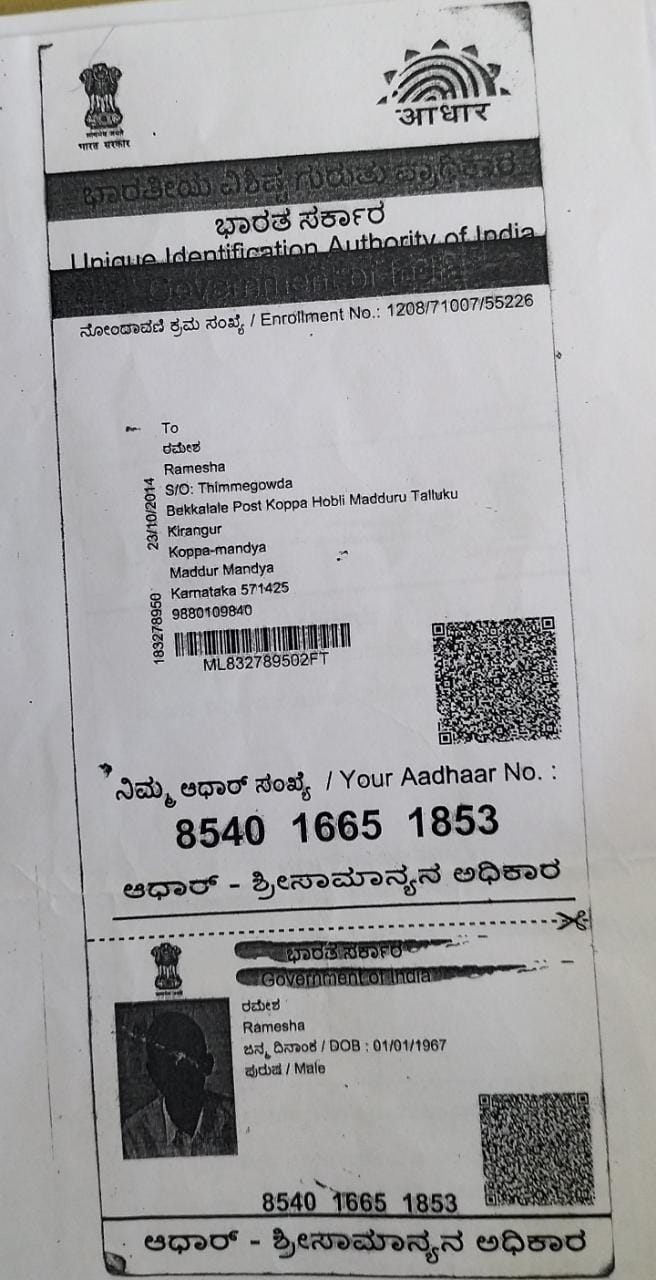 भारत सरकार
आधार
ಭಾರತೀಯ ವಿಶಿಷ್ಟ ಗುರುತು ಪ್ರಾಧಿಕಾರ
ಭಾರತ ಸರ್ಕಾರ
Unique Identification Authority of India
Government of India
ನೋಂದಾವಣಿ ಕ್ರಮ ಸಂಖ್ಯೆ / Enrollment No.: 1208/71007/55226
To
ರಮೇಶ
Ramesha
S/O: Thimmegowda
Bekkalale Post Koppa Hobli Madduru Talluku
Kirangur
Koppa-mandya
Maddur Mandya
Karnataka 571425
9880109840
23/10/2014
183278950
ML832789502FT
ನಿಮ್ಮ ಆಧಾರ್ ಸಂಖ್ಯೆ / Your Aadhaar No. :
8540 1665 1853
ಆಧಾರ್ - ಶ್ರೀಸಾಮಾನ್ಯನ ಅಧಿಕಾರ
ಭಾರತ ಸರ್ಕಾರ
Government of India
ರಮೇಶ
Ramesha
ಜನ್ಮ ದಿನಾಂಕ / DOB : 01/01/1967
ಪುರುಷ / Male
8540 1665 1853
ಆಧಾರ್ - ಶ್ರೀಸಾಮಾನ್ಯನ ಅಧಿಕಾರ